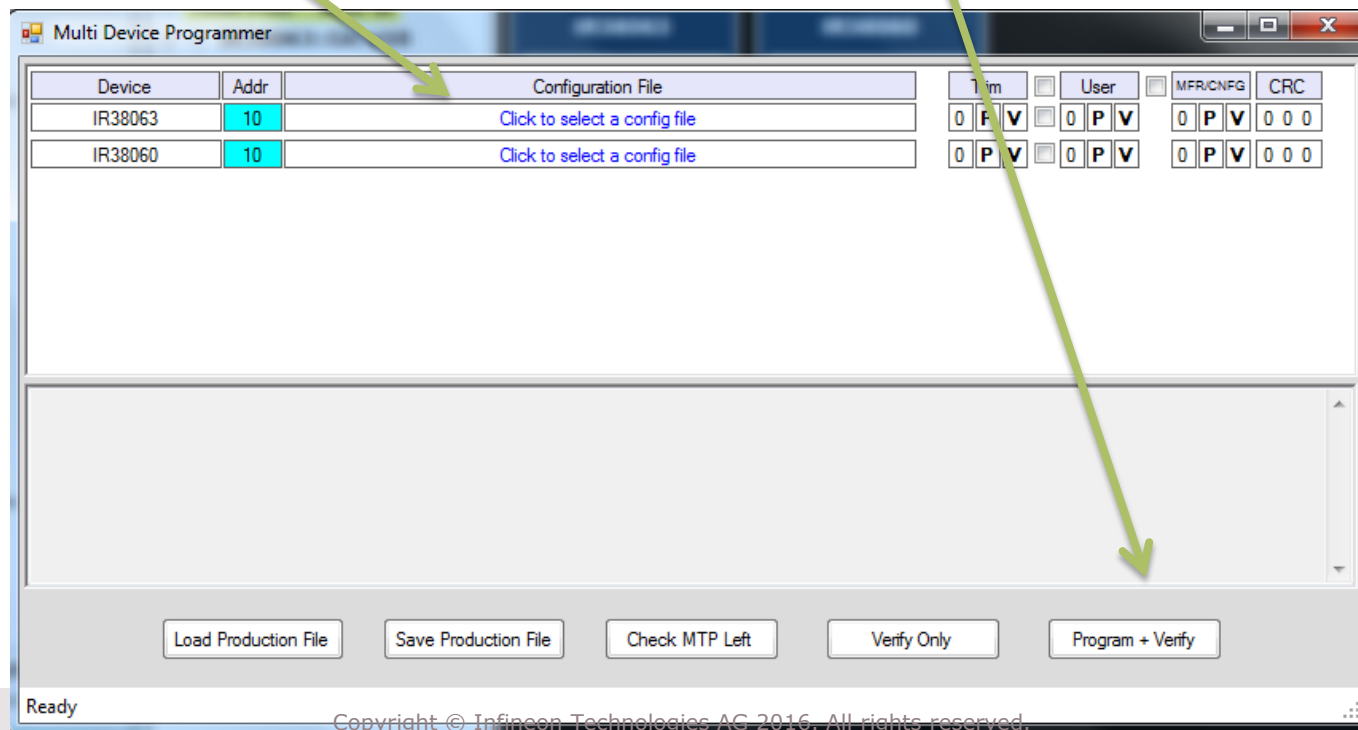 Multi Device Programmer
Device Addr Configuration File Trim User MFR/CNFG CRC
IR38063 10 Click to select a config file 0 P V 0 P V 0 P V 0 0 0
IR38060 10 Click to select a config file 0 P V 0 P V 0 P V 0 0 0
Load Production File Save Production File Check MTP Left Verify Only Program + Verify
Ready
Copyright © Infineon Technologies AG 2016. All rights reserved.